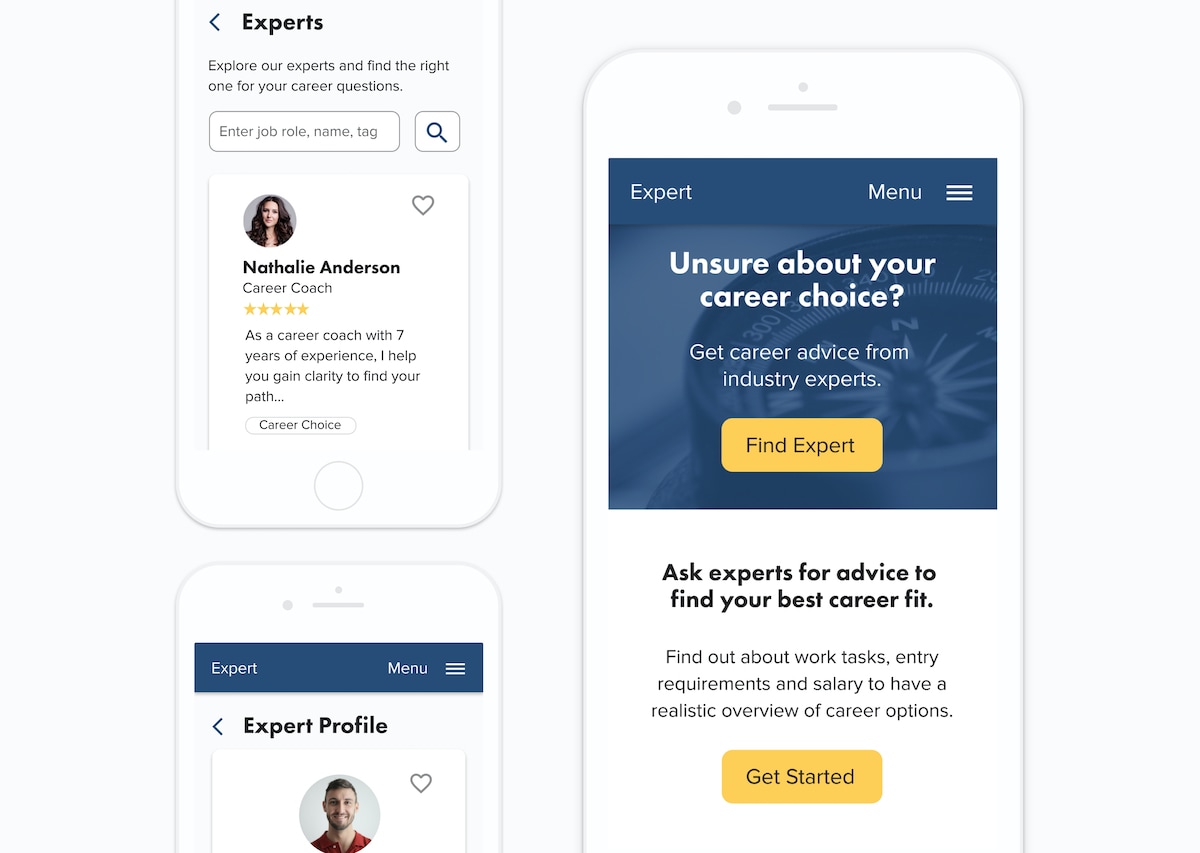 Experts
Explore our experts and find the right
one for your career questions.
Enter job role, name, tag
Nathalie Anderson
Career Coach
As a career coach with 7
years of experience, I help
you gain clarity to find your
path...
Career Choice
Expert Menu
Expert Profile
Expert Menu
Unsure about your
career choice?
Get career advice from
industry experts.
Find Expert
300
340
20
N
Ask experts for advice to
find your best career fit.
Find out about work tasks, entry
requirements and salary to have a
realistic overview of career options.
Get Started